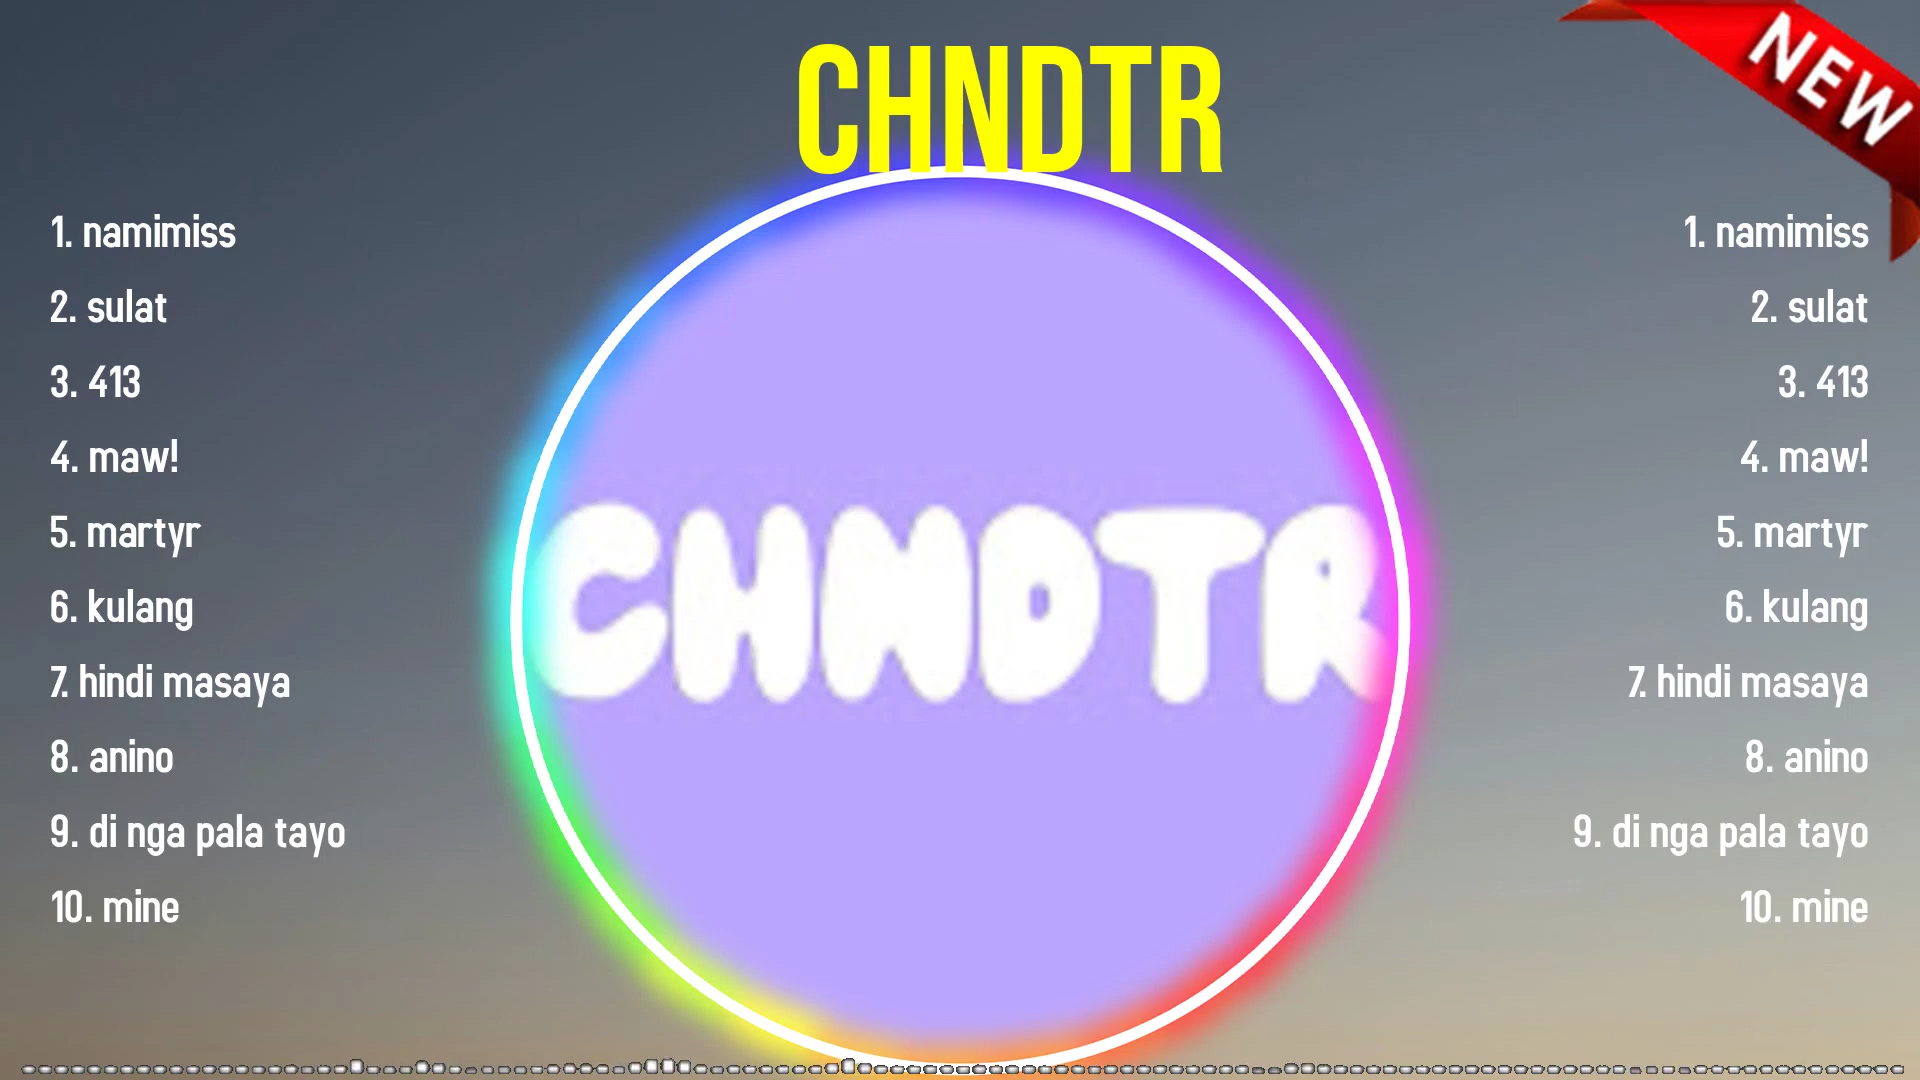 CHNDTR
NEW
1. namimiss
2. sulat
3. 413
4. maw!
5. martyr
6. kulang
7. hindi masaya
8. anino
9. di nga pala tayo
10. mine
CHNDTR
1. namimiss
2. sulat
3. 413
4. maw!
5. martyr
6. kulang
7. hindi masaya
8. anino
9. di nga pala tayo
10. mine